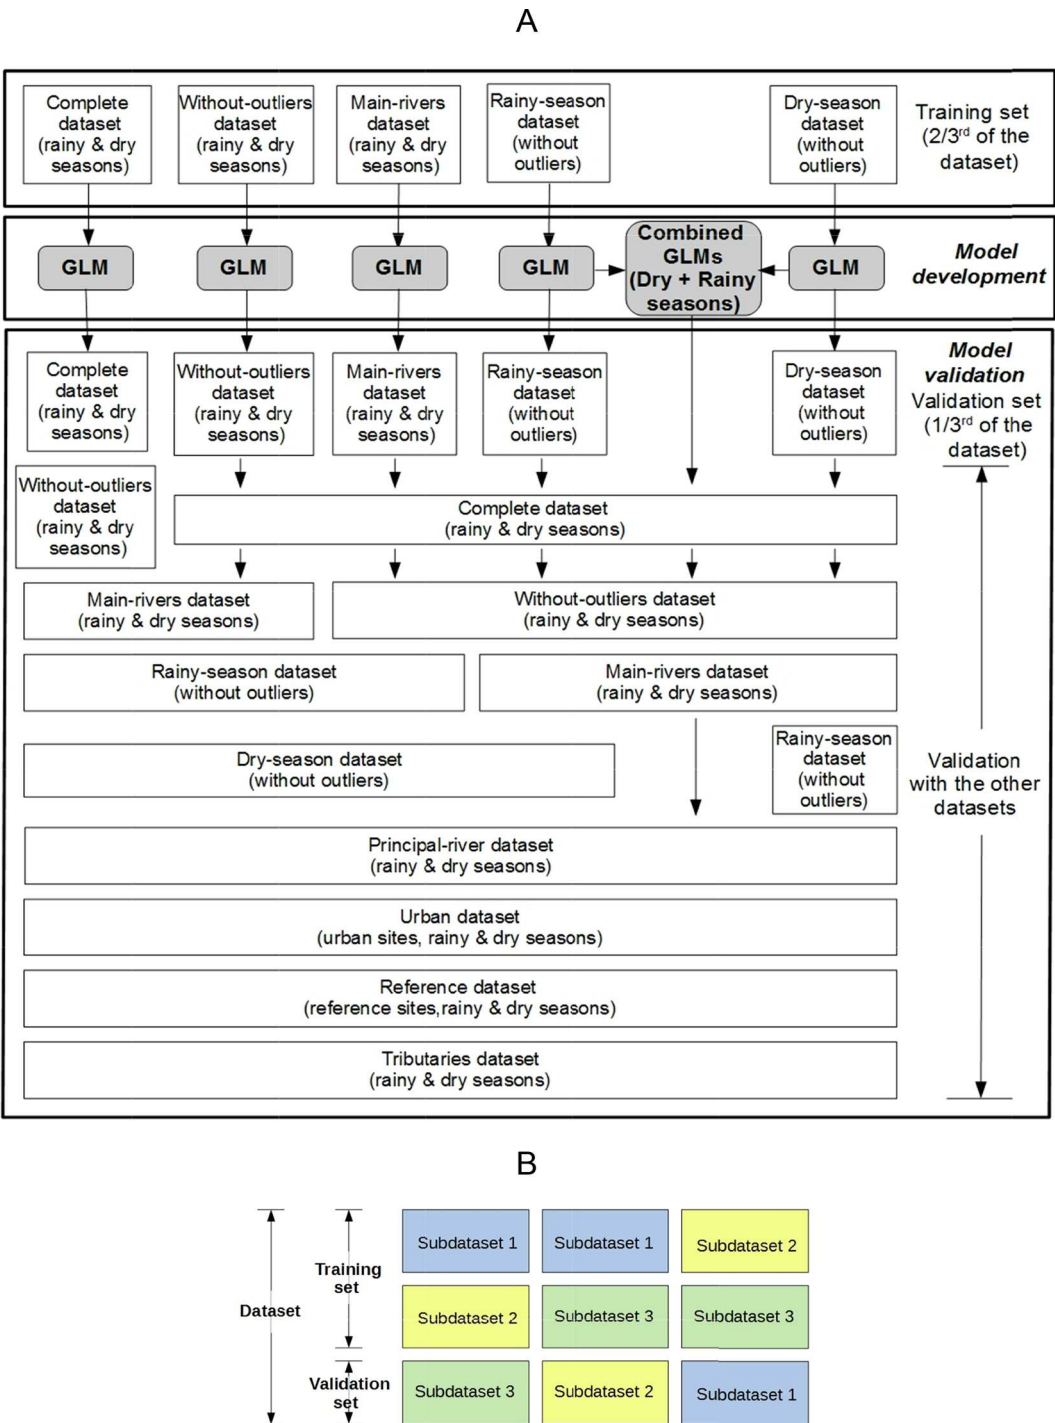 A
Complete
dataset
(rainy & dry
seasons)
Without-outliers
dataset
(rainy & dry
seasons)
Main-rivers
dataset
(rainy & dry
seasons)
Rainy-season
dataset
(without
outliers)
Dry-season
dataset
(without
outliers)
Training set
(2/3rd of the
dataset)
GLM
GLM
GLM
GLM
Combined
GLMs
(Dry + Rainy
seasons)
GLM
Model
development
Complete
dataset
(rainy & dry
seasons)
Without-outliers
dataset
(rainy & dry
seasons)
Main-rivers
dataset
(rainy & dry
seasons)
Rainy-season
dataset
(without
outliers)
Dry-season
dataset
(without
outliers)
Model
validation
Validation set
(1/3rd of the
dataset)
Without-outliers
dataset
(rainy & dry
seasons)
Complete dataset
(rainy & dry seasons)
Main-rivers dataset
(rainy & dry seasons)
Without-outliers dataset
(rainy & dry seasons)
Rainy-season dataset
(without outliers)
Main-rivers dataset
(rainy & dry seasons)
Dry-season dataset
(without outliers)
Rainy-season
dataset
(without
outliers)
Validation
with the other
datasets
Principal-river dataset
(rainy & dry seasons)
Urban dataset
(urban sites, rainy & dry seasons)
Reference dataset
(reference sites,rainy & dry seasons)
Tributaries dataset
(rainy & dry seasons)
B
Dataset
Training
set
Validation
set
Subdataset 1
Subdataset 1
Subdataset 2
Subdataset 2
Subdataset 3
Subdataset 3
Subdataset 3
Subdataset 2
Subdataset 1